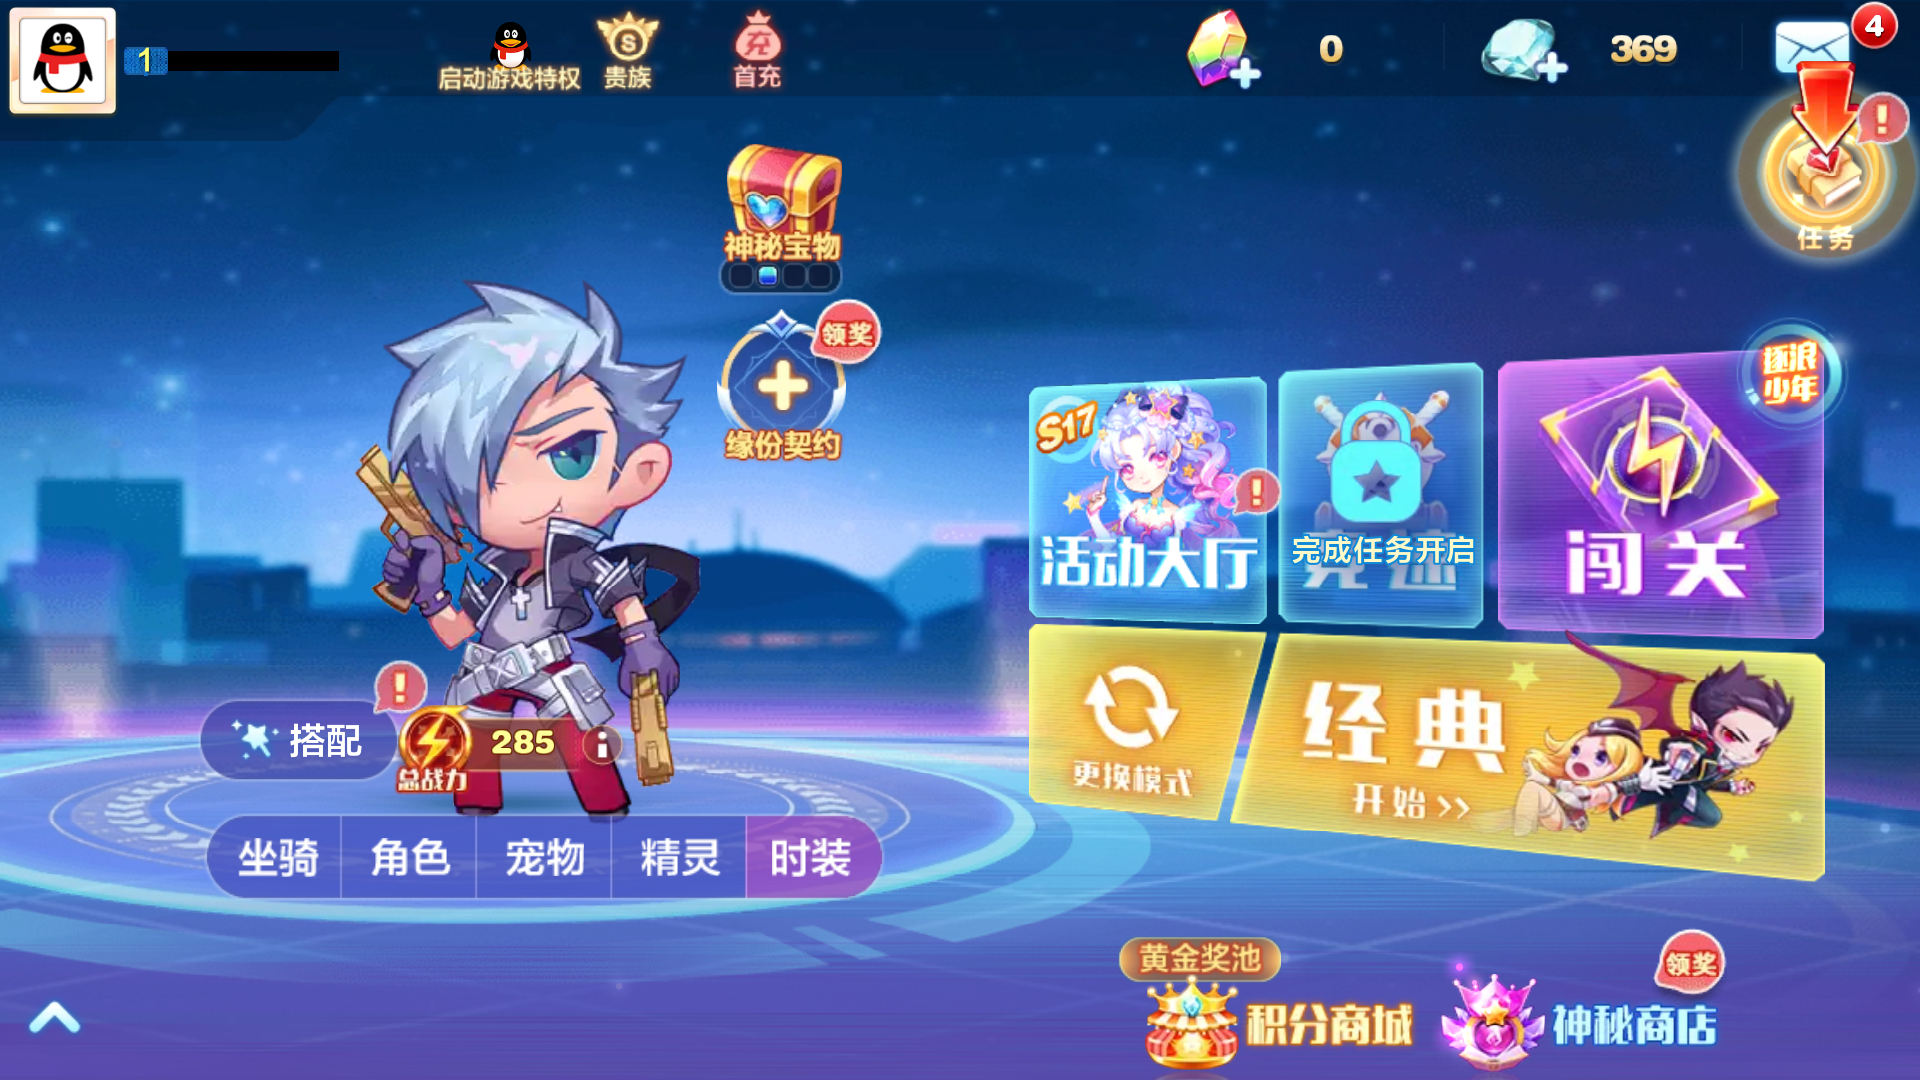 1
启动游戏特权
贵族
充
首充
0
369
4
任务
神秘宝物
领奖
缘份契约
逐浪
少年
S17
活动大厅
完成任务开启
竞速
闯关
更换模式
经典
开始>>
搭配
285
总战力
坐骑
角色
宠物
精灵
时装
黄金奖池
积分商城
领奖
神秘商店